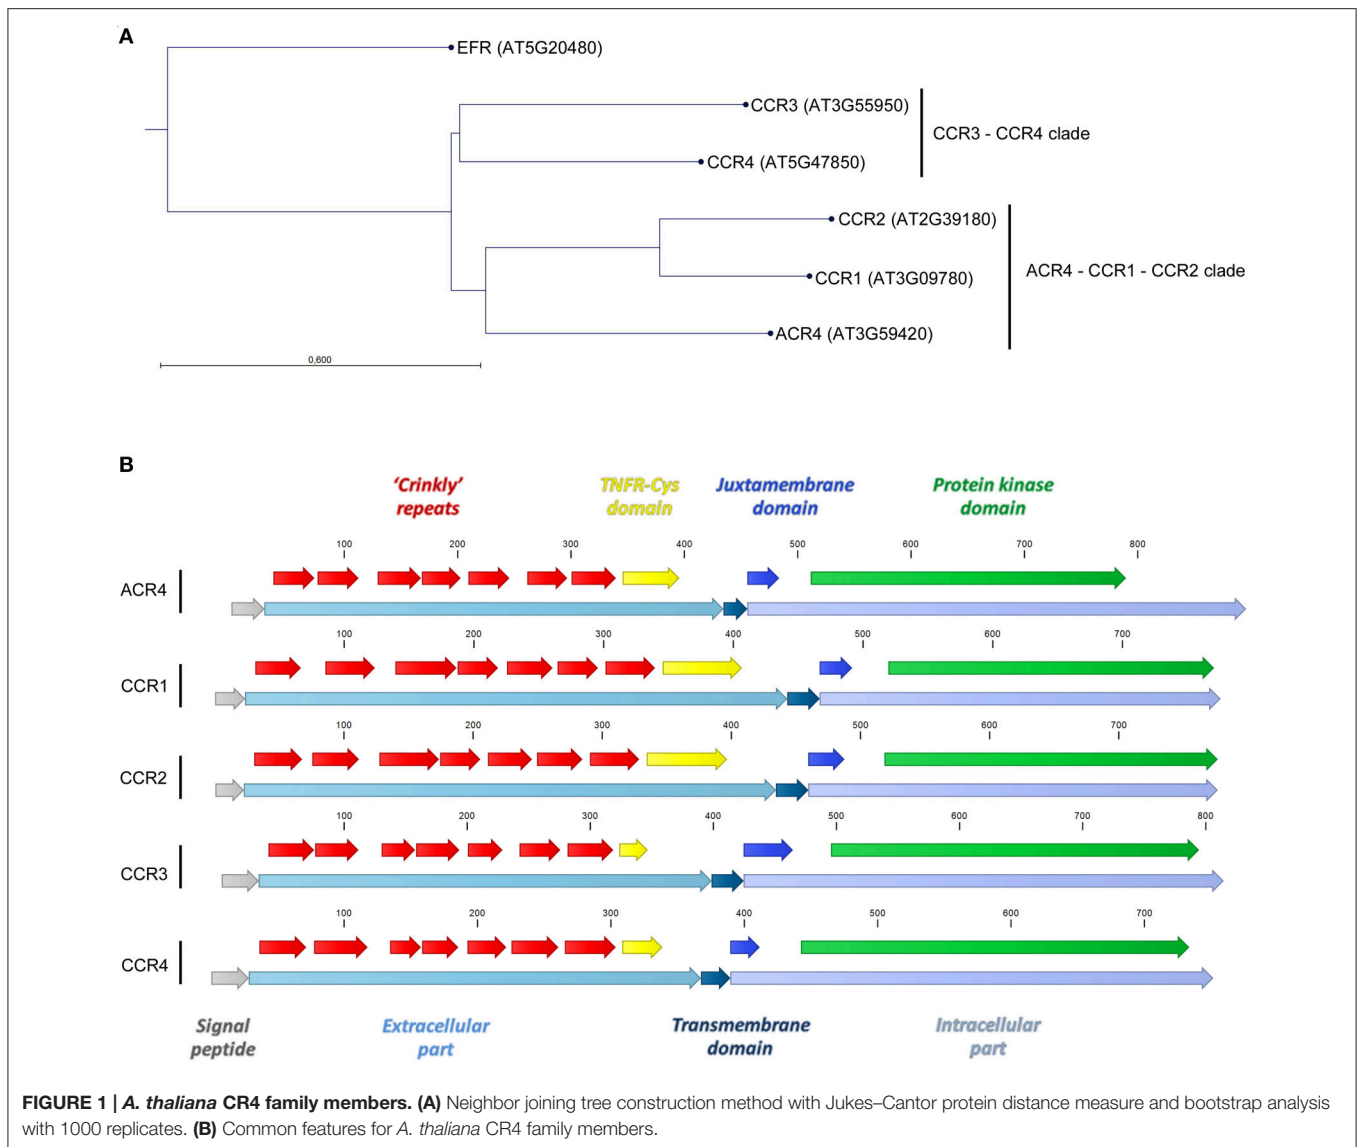 A
EFR (AT5G20480)
CCR3 (AT3G55950)
CCR3 - CCR4 clade
CCR4 (AT5G47850)
CCR2 (AT2G39180)
ACR4 - CCR1 - CCR2 clade
CCR1 (AT3G09780)
ACR4 (AT3G59420)
0,600
B
‘Crinkly’ repeats
TNFR-Cys domain
Juxtamembrane domain
Protein kinase domain
100 200 300 400 500 600 700 800
ACR4
100 200 300 400 500 600 700
CCR1
100 200 300 400 500 600 700
CCR2
100 200 300 400 500 600 700 800
CCR3
100 200 300 400 500 600 700
CCR4
Signal peptide
Extracellular part
Transmembrane domain
Intracellular part
FIGURE 1 | A. thaliana CR4 family members. (A) Neighbor joining tree construction method with Jukes–Cantor protein distance measure and bootstrap analysis
with 1000 replicates. (B) Common features for A. thaliana CR4 family members.